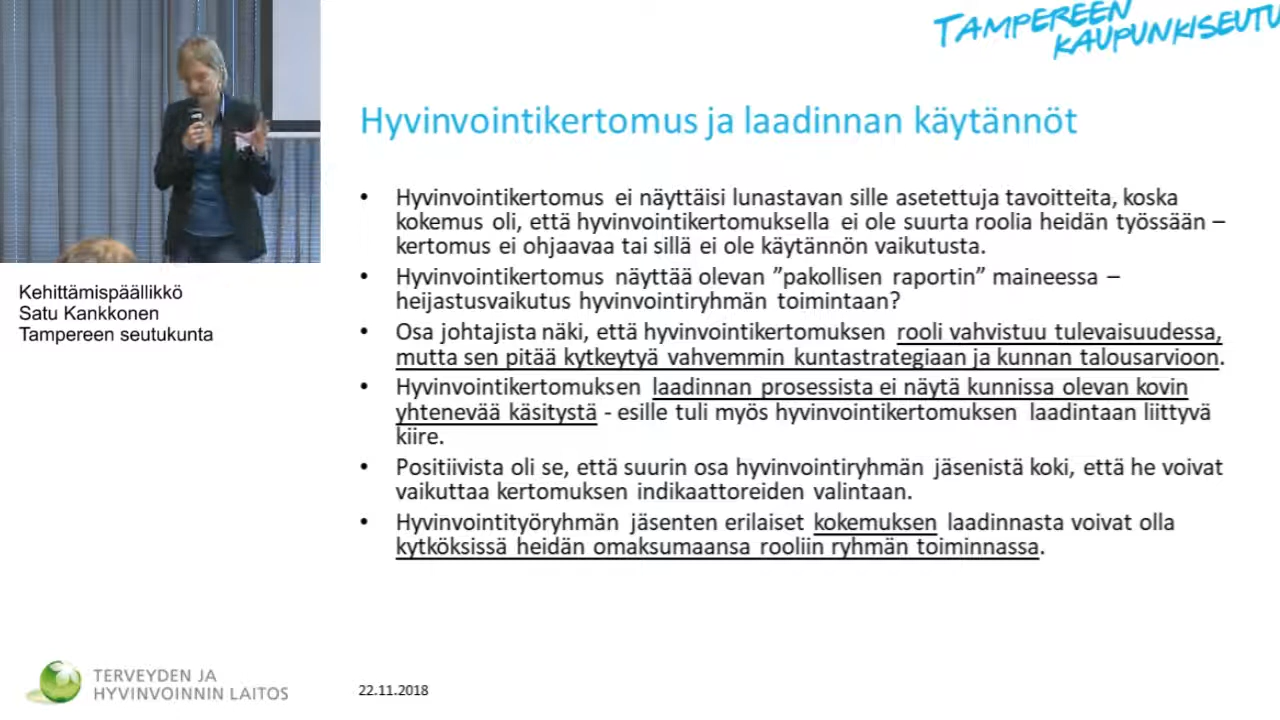 TAMPEREEN
KAUPUNKISEUTU
Hyvinvointikertomus ja laadinnan käytännöt
• Hyvinvointikertomus ei näyttäisi lunastavan sille asetettuja tavoitteita, koska
kokemus oli, että hyvinvointikertomuksella ei ole suurta roolia heidän työssään –
kertomus ei ohjaavaa tai sillä ei ole käytännön vaikutusta.
• Hyvinvointikertomus näyttää olevan ”pakollisen raportin” maineessa –
heijastusvaikutus hyvinvointiryhmän toimintaan?
• Osa johtajista näki, että hyvinvointikertomuksen rooli vahvistuu tulevaisuudessa,
mutta sen pitää kytkeytyä vahvemmin kuntastrategiaan ja kunnan talousarvioon.
• Hyvinvointikertomuksen laadinnan prosessista ei näytä kunnissa olevan kovin
yhtenevää käsitystä - esille tuli myös hyvinvointikertomuksen laadintaan liittyvä
kiire.
• Positiivista oli se, että suurin osa hyvinvointiryhmän jäsenistä koki, että he voivat
vaikuttaa kertomuksen indikaattoreiden valintaan.
• Hyvinvointityöryhmän jäsenten erilaiset kokemuksen laadinnasta voivat olla
kytköksissä heidän omaksumaansa rooliin ryhmän toiminnassa.
Kehittämispäällikkö
Satu Kankkonen
Tampereen seutukunta
TERVEYDEN JA
HYVINVOINNIN LAITOS
22.11.2018